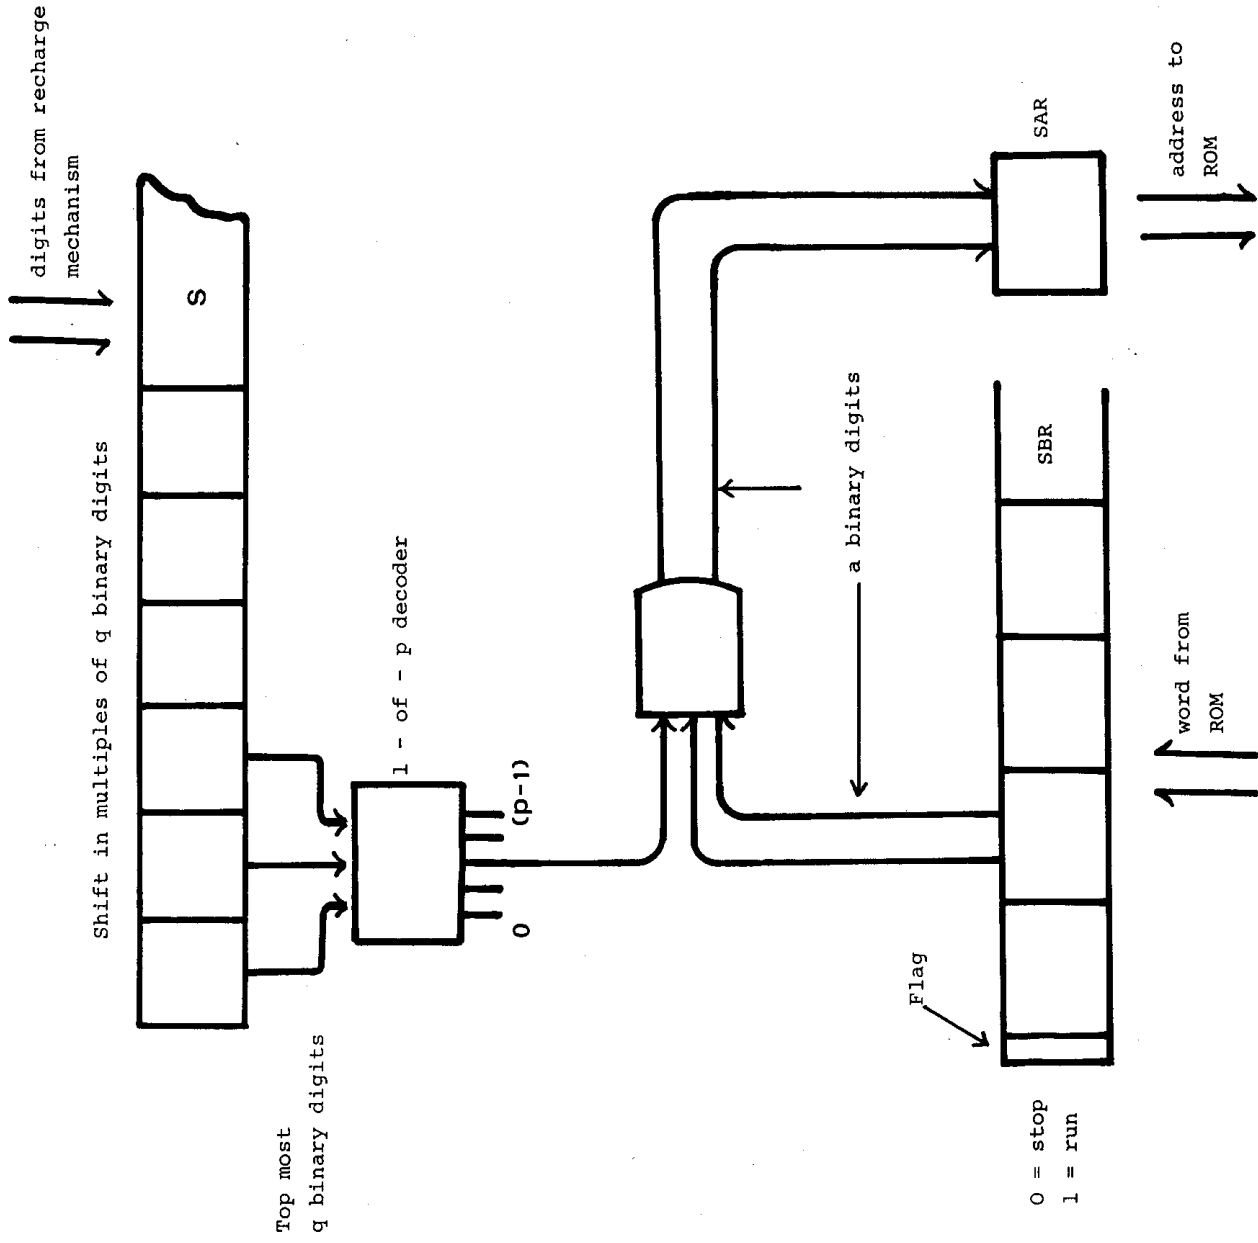 digits from recharge
mechanism
S
Shift in multiples of q binary digits
Top most
q binary digits
1 - of - p decoder
0
(p-1)
a binary digits
SAR
address to
ROM
Flag
SBR
0 = stop
1 = run
word from
ROM